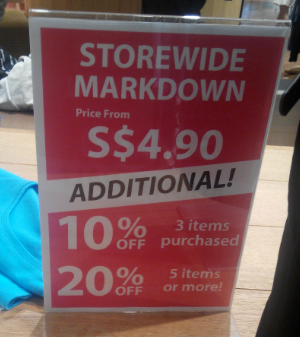 STOREWIDE
MARKDOWN
Price From
S$4.90
ADDITIONAL!
10% OFF 3 items purchased
20% OFF 5 items or more!